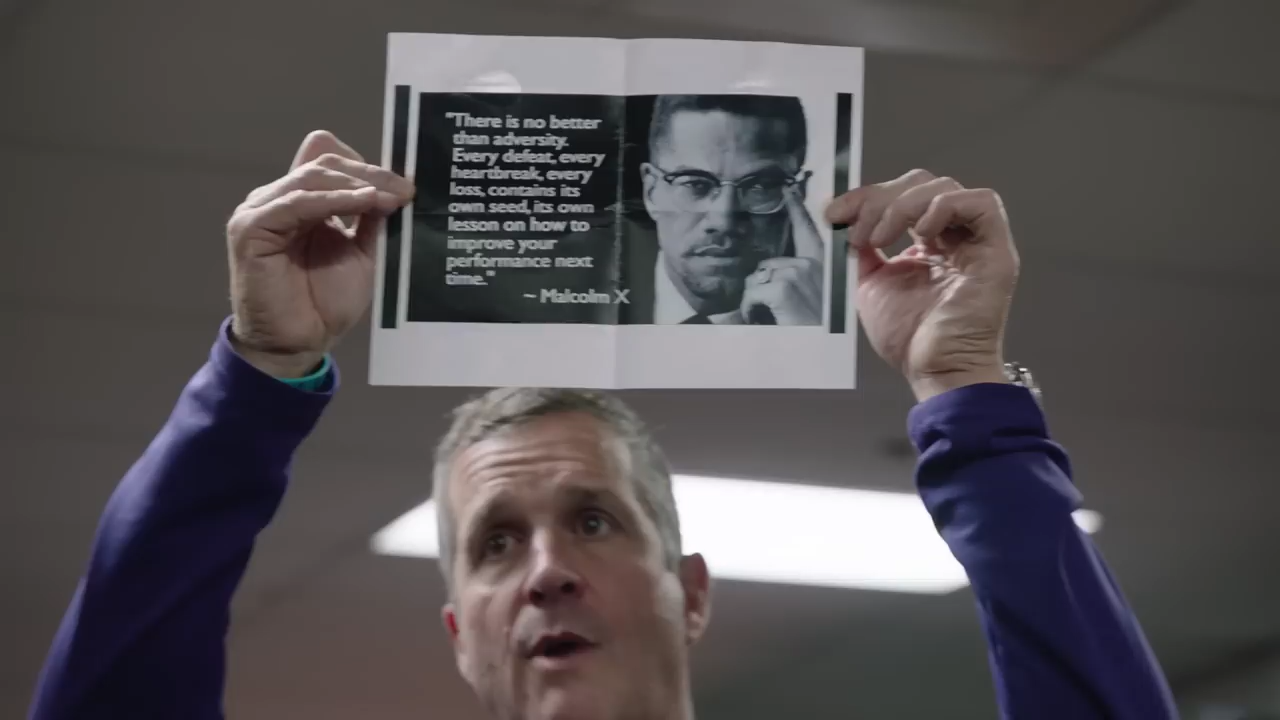 "There is no better
than adversity.
Every defeat, every
heartbreak, every
loss, contains its
own seed, its own
lesson on how to
improve your
performance next
time."
~ Malcolm X